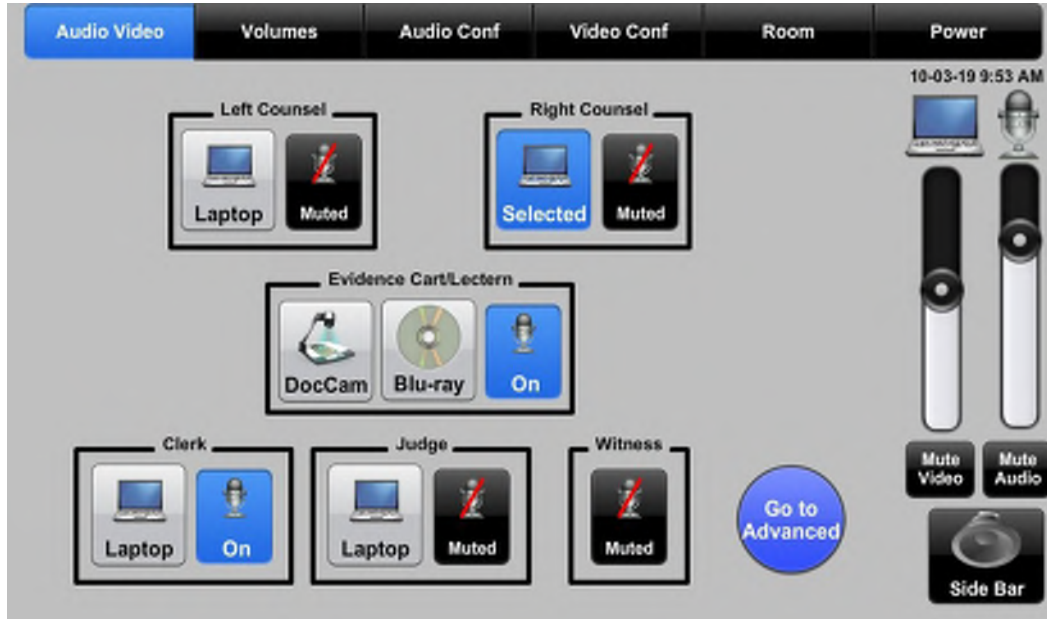 Audio Video
Volumes
Audio Conf
Video Conf
Room
Power
10-03-19 9:53 AM
Left Counsel
Laptop
Muted
Right Counsel
Selected
Muted
Evidence Cart/Lectern
DocCam
Blu-ray
On
Clerk
Laptop
On
Judge
Laptop
Muted
Witness
Muted
Go to
Advanced
Mute
Video
Mute
Audio
Side Bar